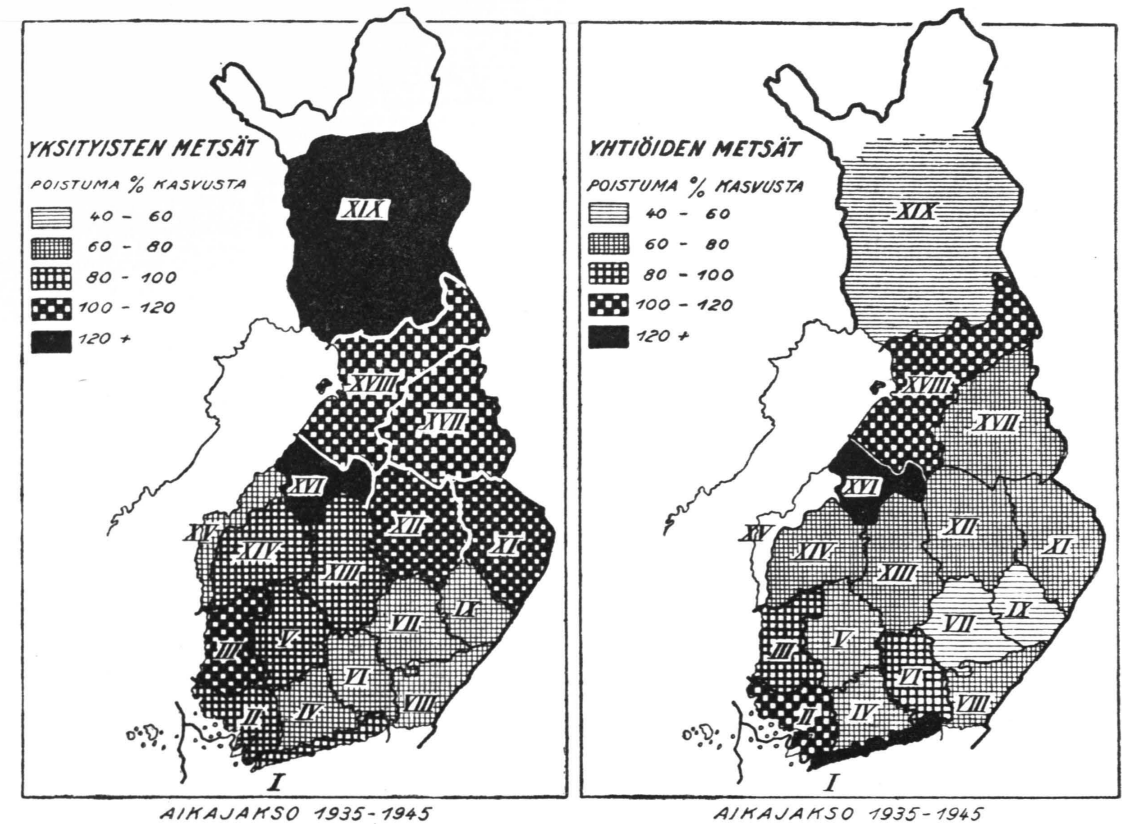 YKSITYISTEN METSÄT
POISTUMA % KASVUSTA
40 - 60
60 - 80
80 - 100
100 - 120
120 +
XIX
XVIII
XVII
XVI
XV
XIV
XIII
XII
XI
IX
VII
V
III
VI
VIII
IV
II
I
AIKAJAKSO 1935-1945
YHTIÖIDEN METSÄT
POISTUMA % KASVUSTA
40 - 60
60 - 80
80 - 100
100 - 120
120 +
XIX
XVIII
XVII
XVI
XV
XIV
XIII
XII
XI
IX
VII
V
III
VI
VIII
IV
II
I
AIKAJAKSO 1935-1945